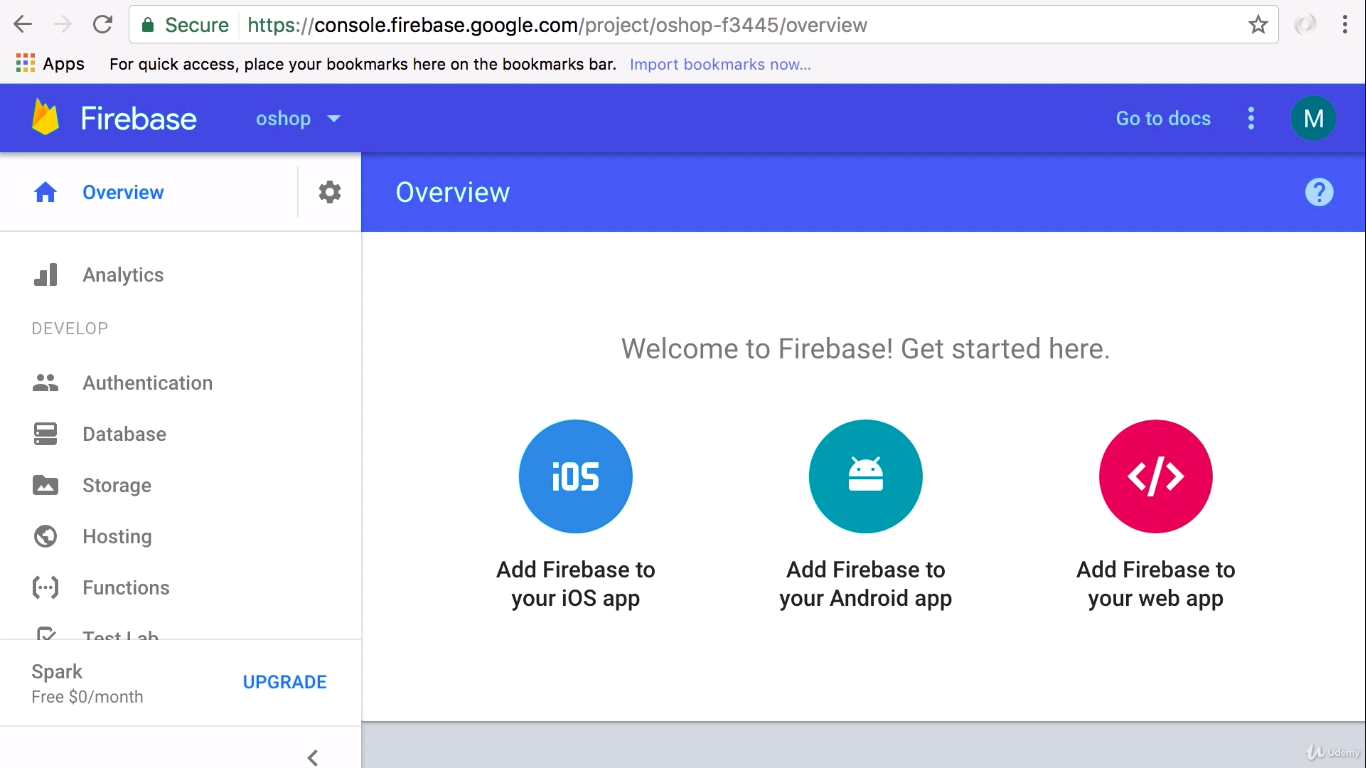 Secure https://console.firebase.google.com/project/oshop-f3445/overview
Apps For quick access, place your bookmarks here on the bookmarks bar. Import bookmarks now...
Firebase oshop Go to docs M
Overview
Overview ?
Analytics
DEVELOP
Authentication
Database
Storage
Hosting
Functions
Test Lab
Spark
Free $0/month
UPGRADE
Welcome to Firebase! Get started here.
iOS
Add Firebase to
your iOS app
Add Firebase to
your Android app
</>
Add Firebase to
your web app
Udemy